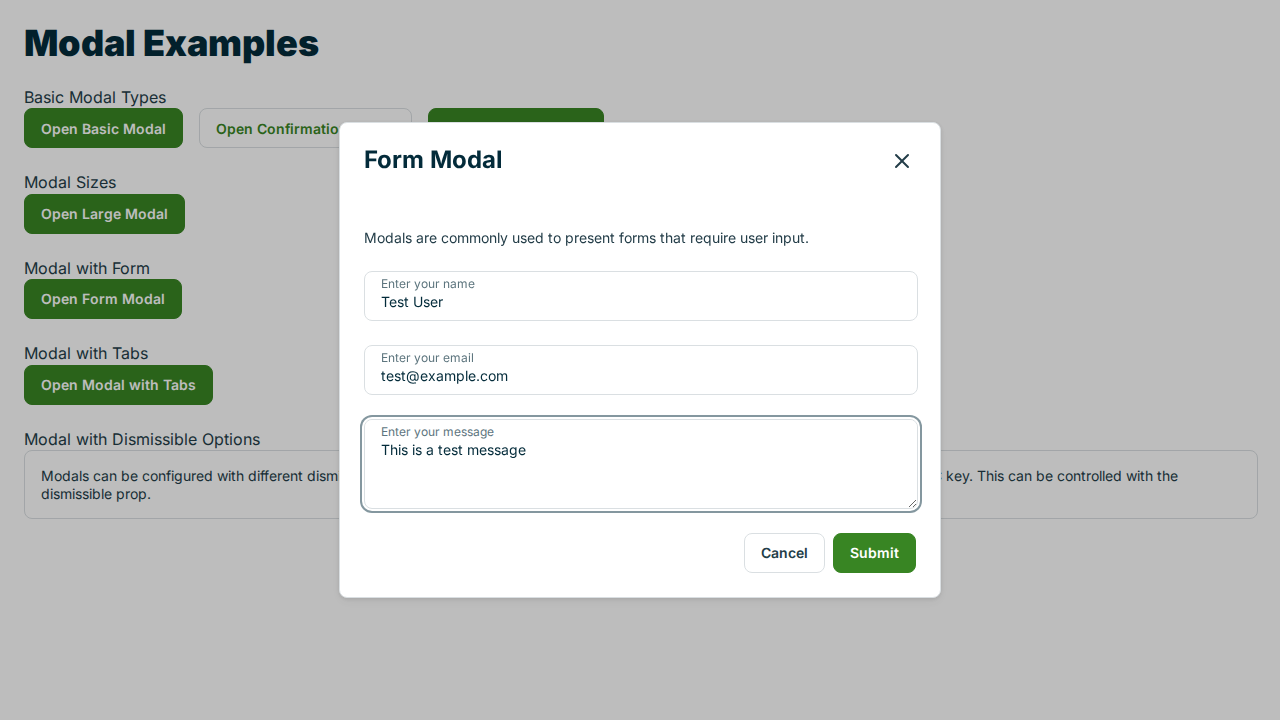 Modal Examples
Basic Modal Types
Open Basic Modal
Open Confirmatio
Form Modal
Modal Sizes
Open Large Modal
Modals are commonly used to present forms that require user input.
Modal with Form
Open Form Modal
Enter your name
Test User
Modal with Tabs
Open Modal with Tabs
Enter your email
test@example.com
Modal with Dismissible Options
Enter your message
This is a test message
Modals can be configured with different dism
key. This can be controlled with the
dismissible prop.
Cancel
Submit